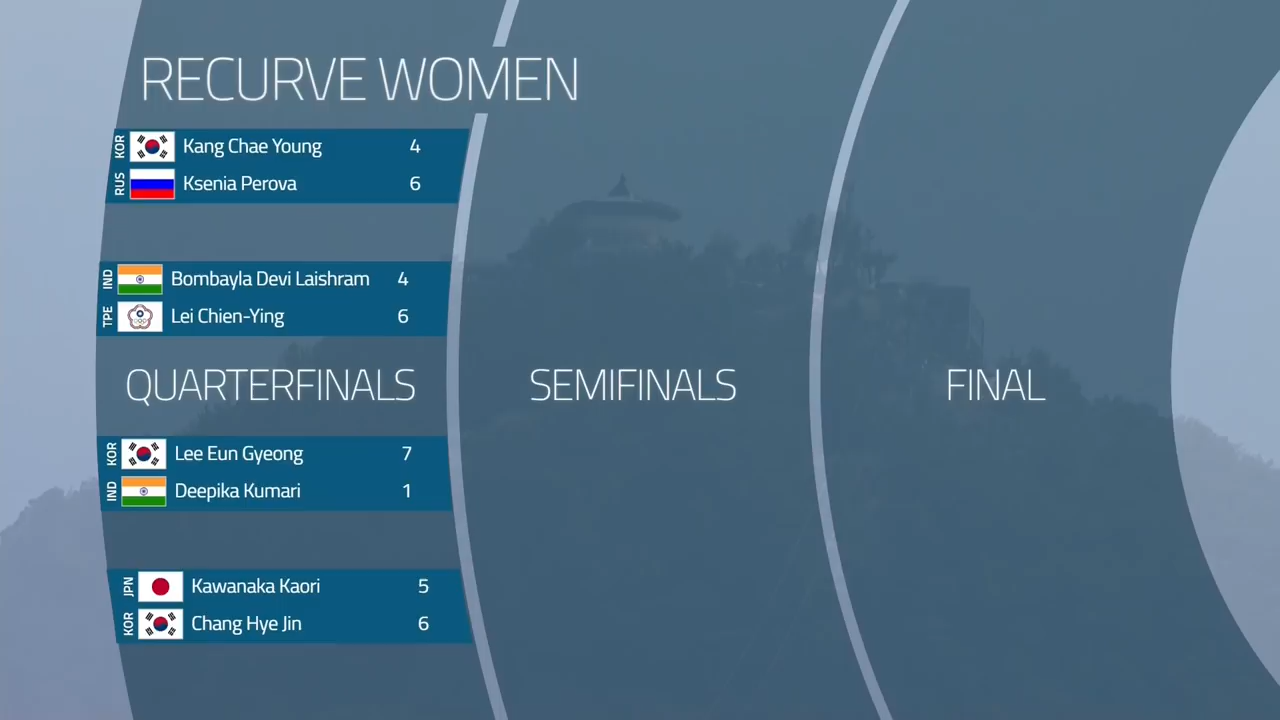 RECURVE WOMEN
KOR Kang Chae Young 4
RUS Ksenia Perova 6
IND Bombayla Devi Laishram 4
TPE Lei Chien-Ying 6
QUARTERFINALS SEMIFINALS FINAL
KOR Lee Eun Gyeong 7
IND Deepika Kumari 1
JPN Kawanaka Kaori 5
KOR Chang Hye Jin 6